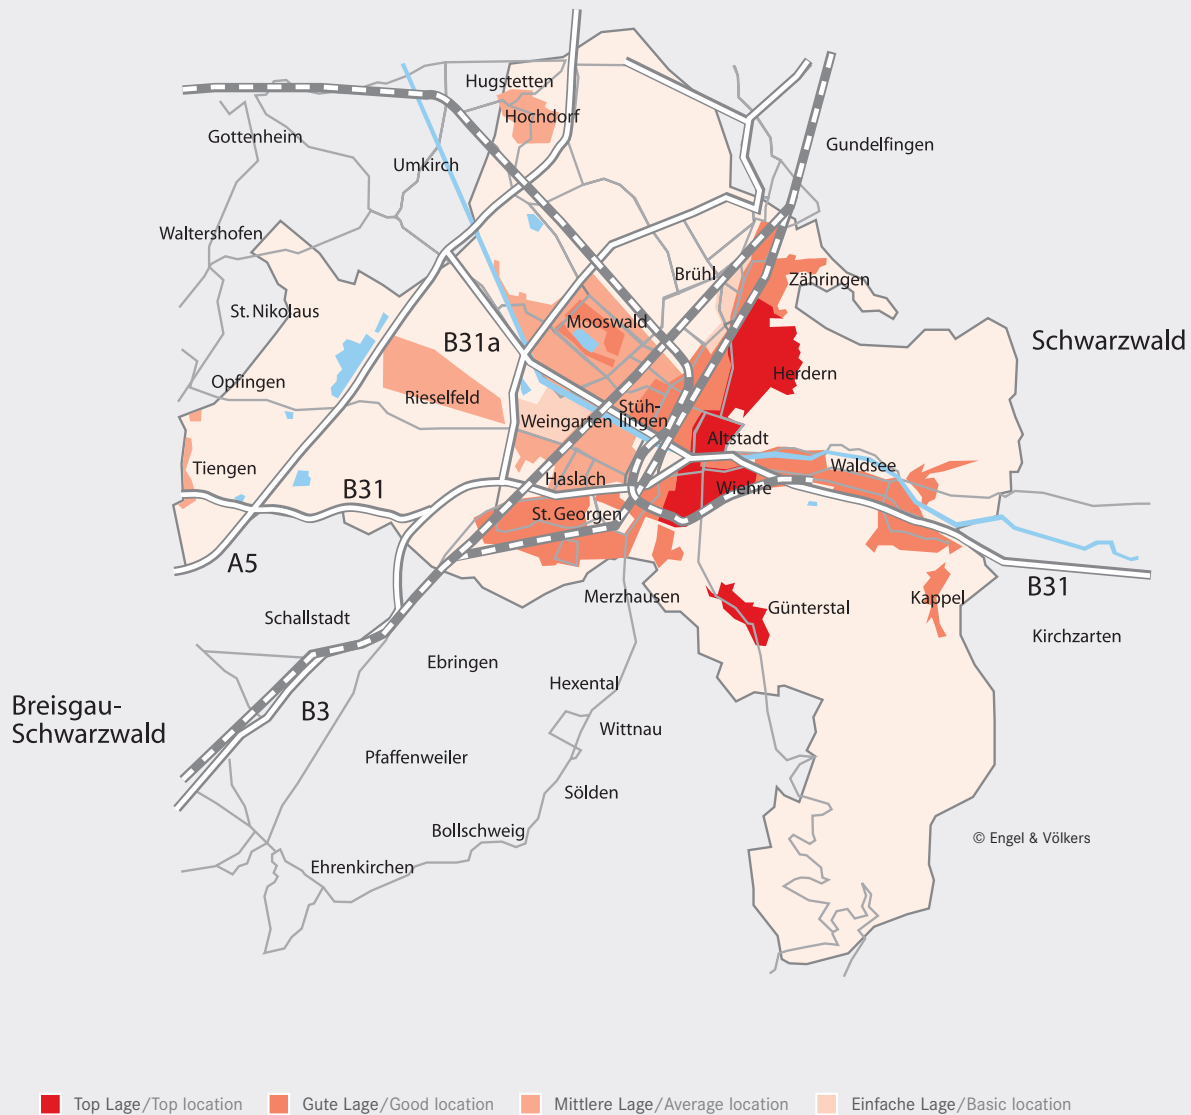 Hugstetten
Hochdorf
Gottenheim
Gundelfingen
Umkirch
Waltershofen
Brühl
Zähringen
St. Nikolaus
Mooswald
B31a
Schwarzwald
Herdern
Opfingen
Rieselfeld
Stüh-
lingen
Weingarten
Altstadt
Tiengen
Waldsee
Haslach
B31
Wiehre
St. Georgen
A5
B31
Merzhausen
Günterstal
Kappel
Schallstadt
Kirchzarten
Ebringen
Hexental
Breisgau-
Schwarzwald
B3
Wittnau
Pfaffenweiler
Sölden
Bollschweig
© Engel & Völkers
Ehrenkirchen
Top Lage/Top location
Gute Lage/Good location
Mittlere Lage/Average location
Einfache Lage/Basic location